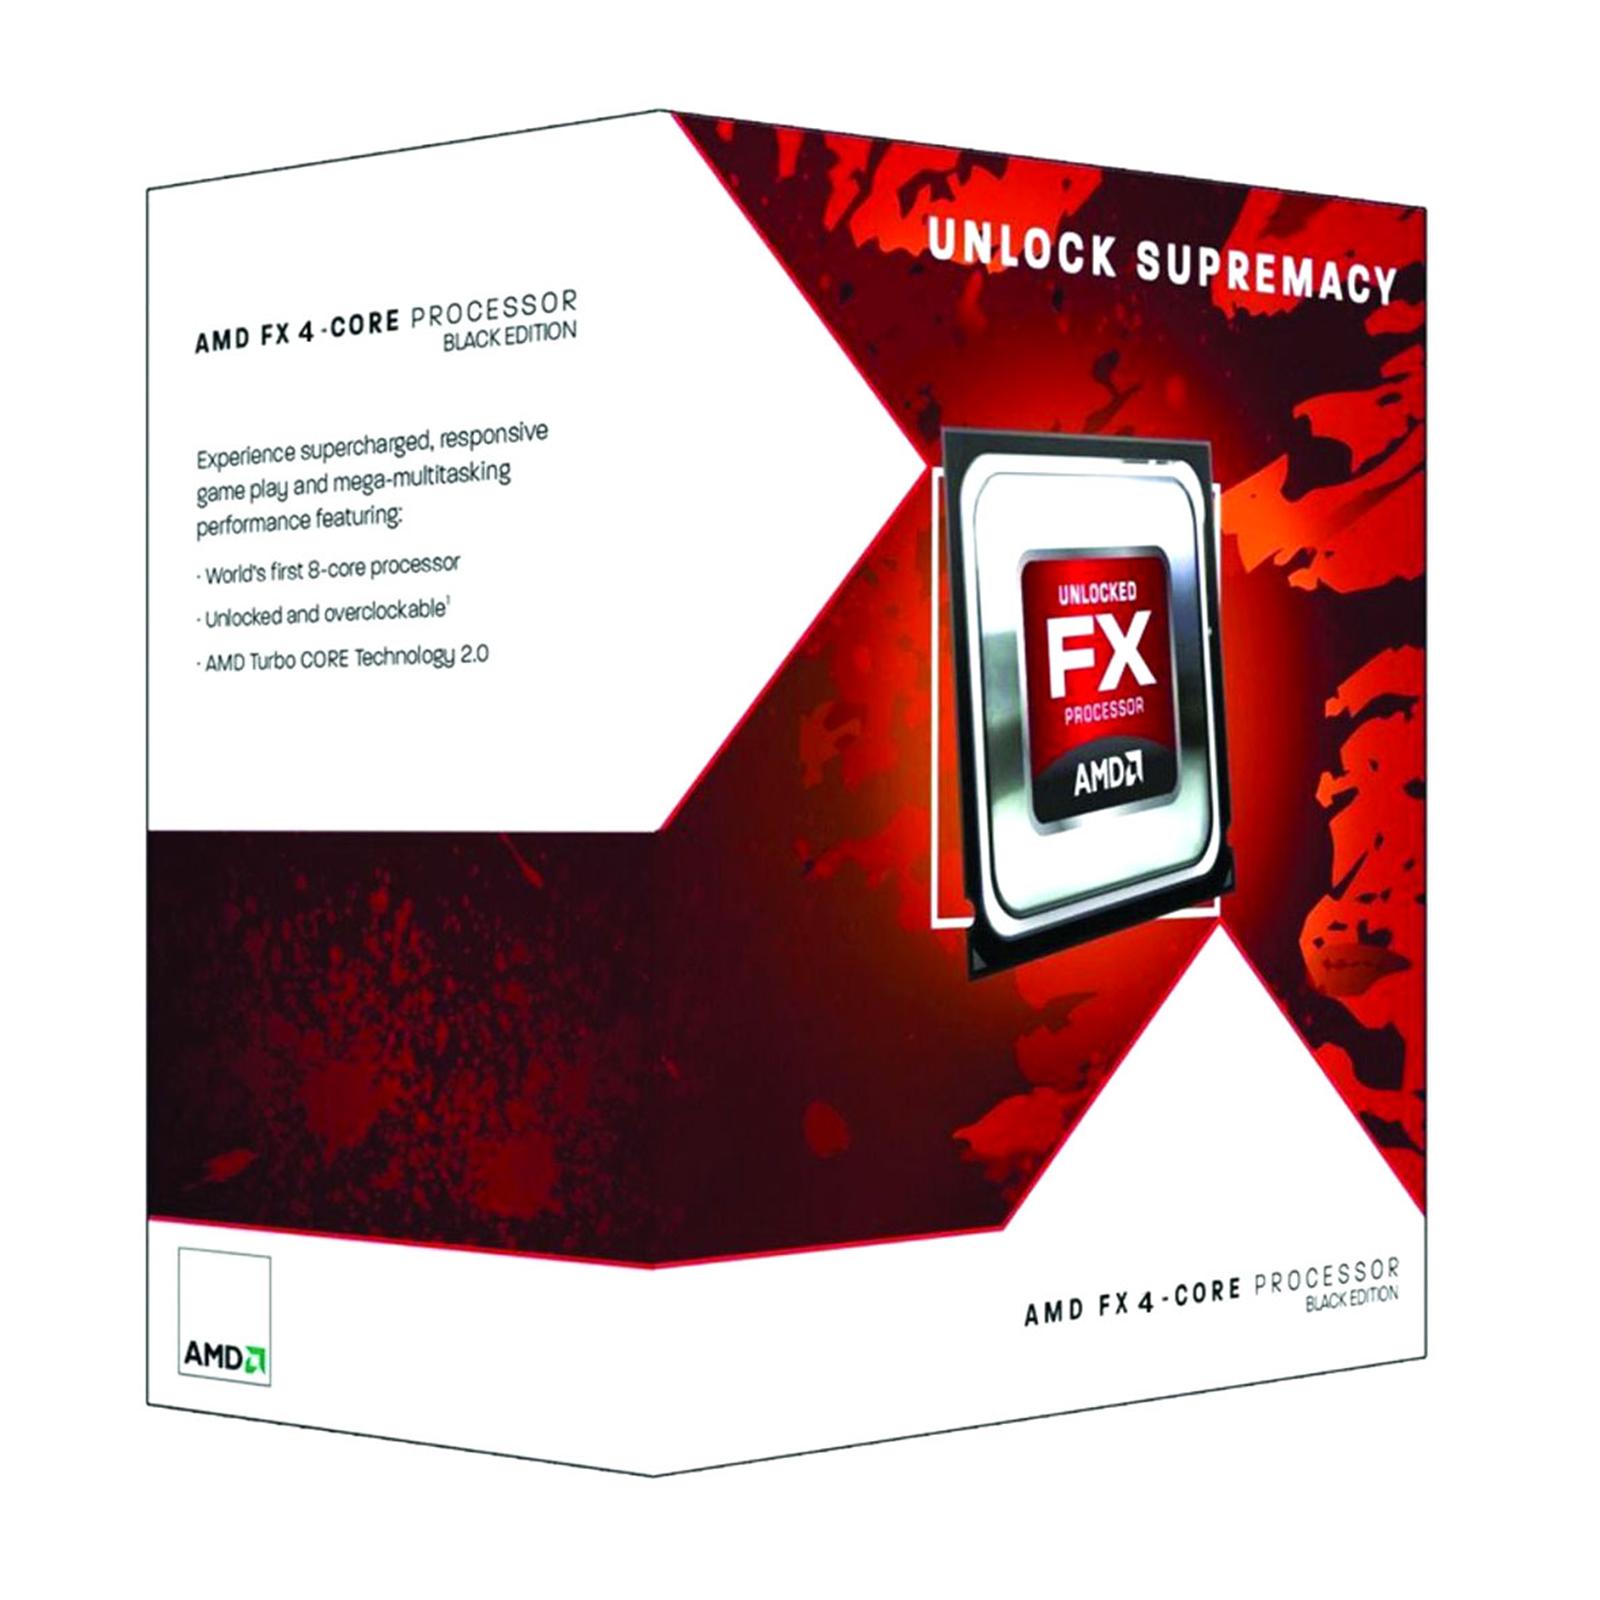 AMD FX 4-CORE PROCESSOR
BLACK EDITION
Experience supercharged, responsive
game play and mega-multitasking
performance featuring:
· World's first 8-core processor
· Unlocked and overclockable¹
· AMD Turbo CORE Technology 2.0
AMD
UNLOCK SUPREMACY
UNLOCKED
FX
PROCESSOR
AMD
AMD FX 4-CORE PROCESSOR
BLACK EDITION